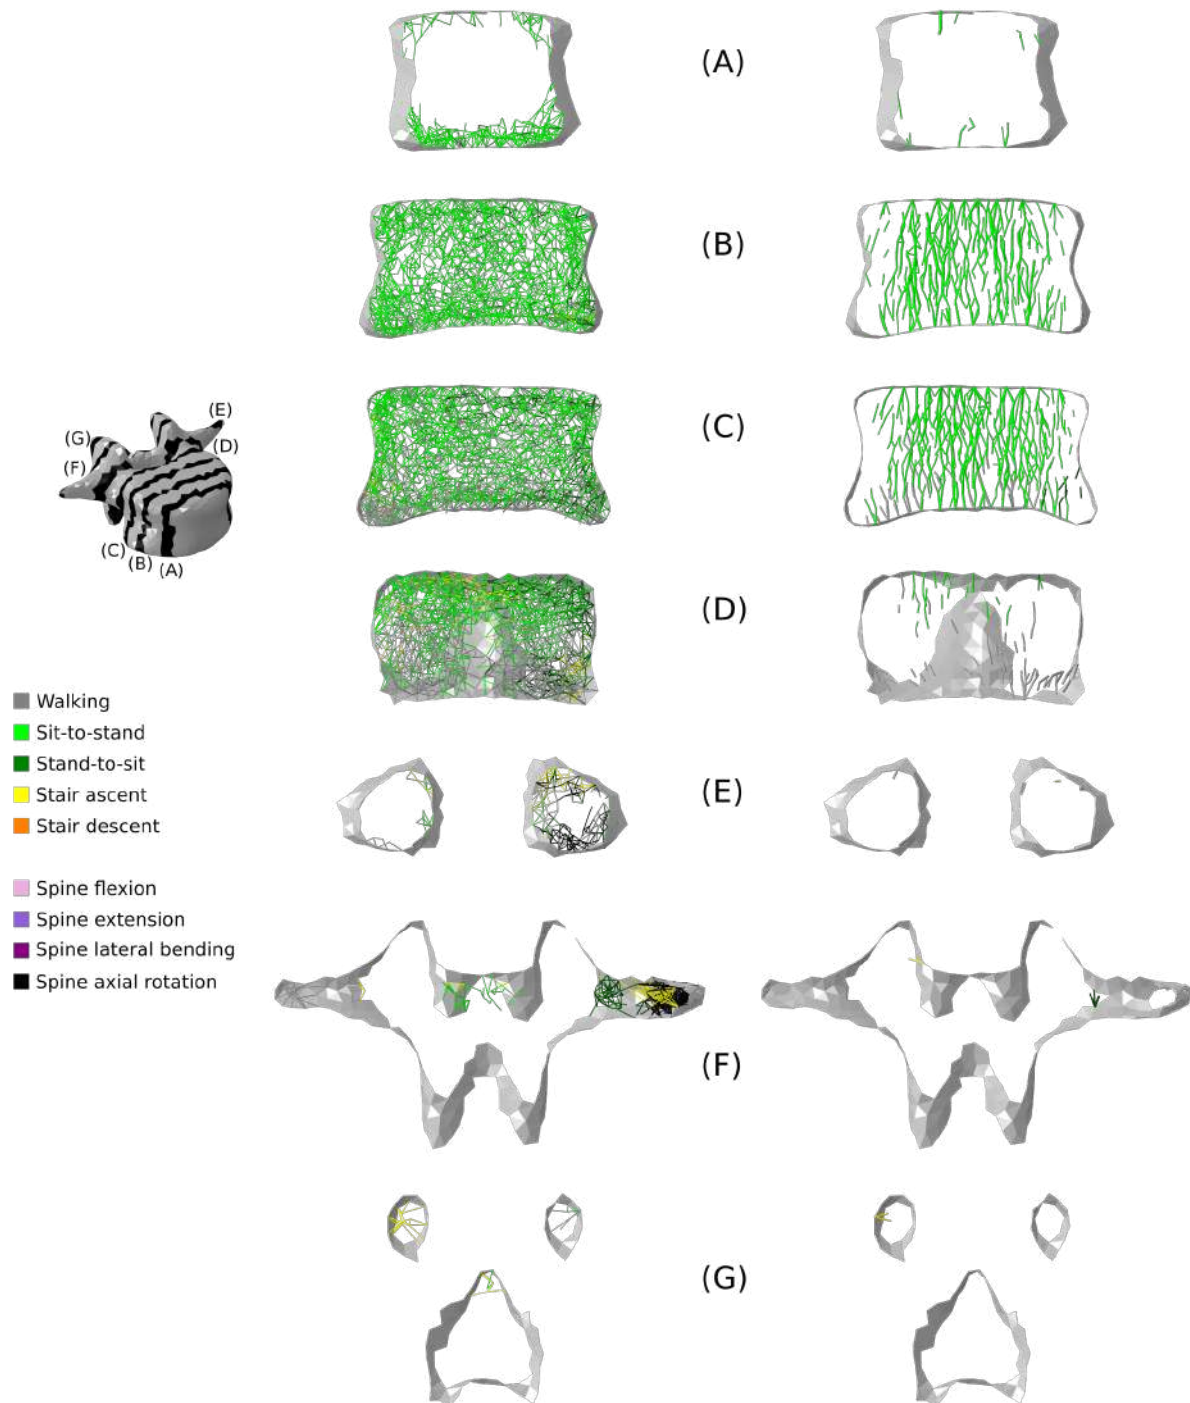 (A)
(B)
(C)
(D)
(E)
(F)
(G)
(E)
(G)
(D)
(F)
(C)
(B)
(A)
Walking
Sit-to-stand
Stand-to-sit
Stair ascent
Stair descent
Spine flexion
Spine extension
Spine lateral bending
Spine axial rotation